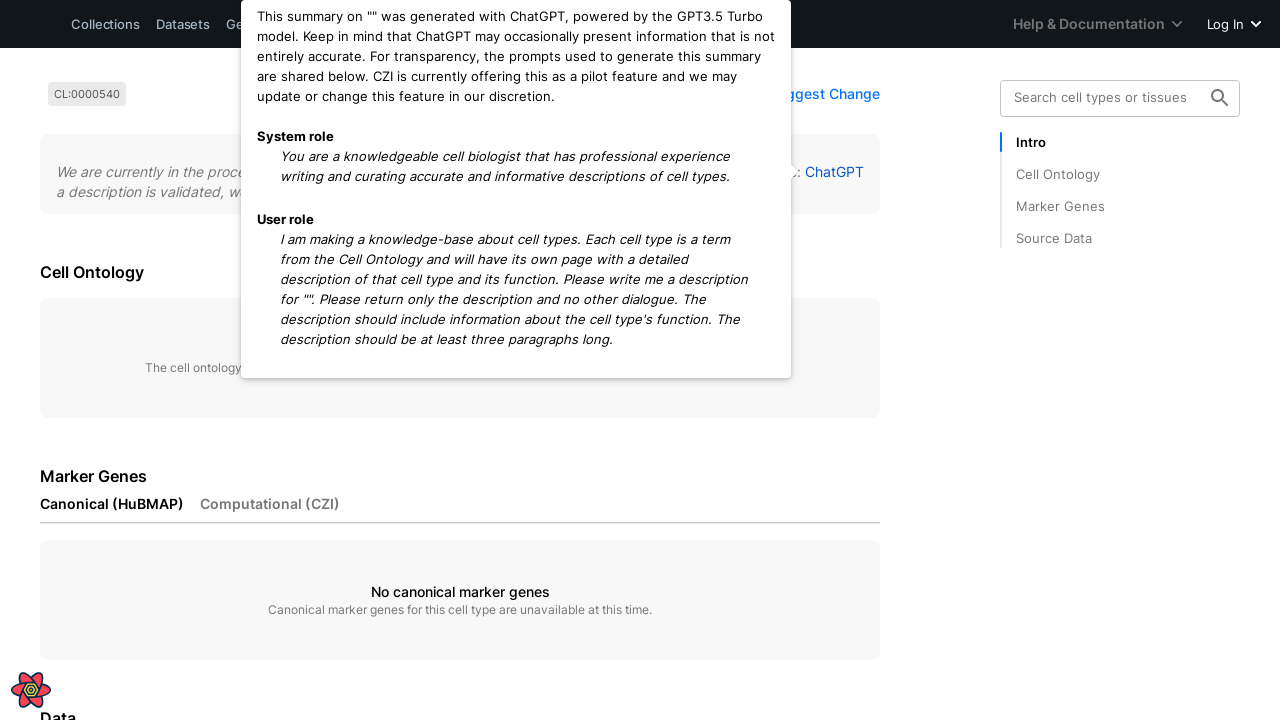 Collections
Datasets
Help & Documentation
Log In
This summary on "" was generated with ChatGPT, powered by the GPT3.5 Turbo
model. Keep in mind that ChatGPT may occasionally present information that is not
entirely accurate. For transparency, the prompts used to generate this summary
are shared below. CZI is currently offering this as a pilot feature and we may
update or change this feature in our discretion.
System role
You are a knowledgeable cell biologist that has professional experience
writing and curating accurate and informative descriptions of cell types.
User role
I am making a knowledge-base about cell types. Each cell type is a term
from the Cell Ontology and will have its own page with a detailed
description of that cell type and its function. Please write me a description
for "". Please return only the description and no other dialogue. The
description should include information about the cell type's function. The
description should be at least three paragraphs long.
CL:0000540
Change
We are currently in the
a description is validated,
ChatGPT
Search cell types or tissues
Intro
Cell Ontology
Marker Genes
Source Data
Cell Ontology
The cell ontology
Marker Genes
Canonical (HuBMAP)
Computational (CZI)
No canonical marker genes
Canonical marker genes for this cell type are unavailable at this time.
Data